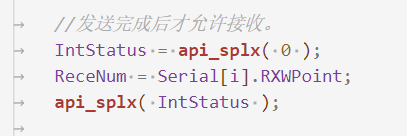 //发送完成后才允许接收。
IntStatus = api_splx( 0 );
ReceNum = Serial[i].RXWPoint;
api_splx( IntStatus );